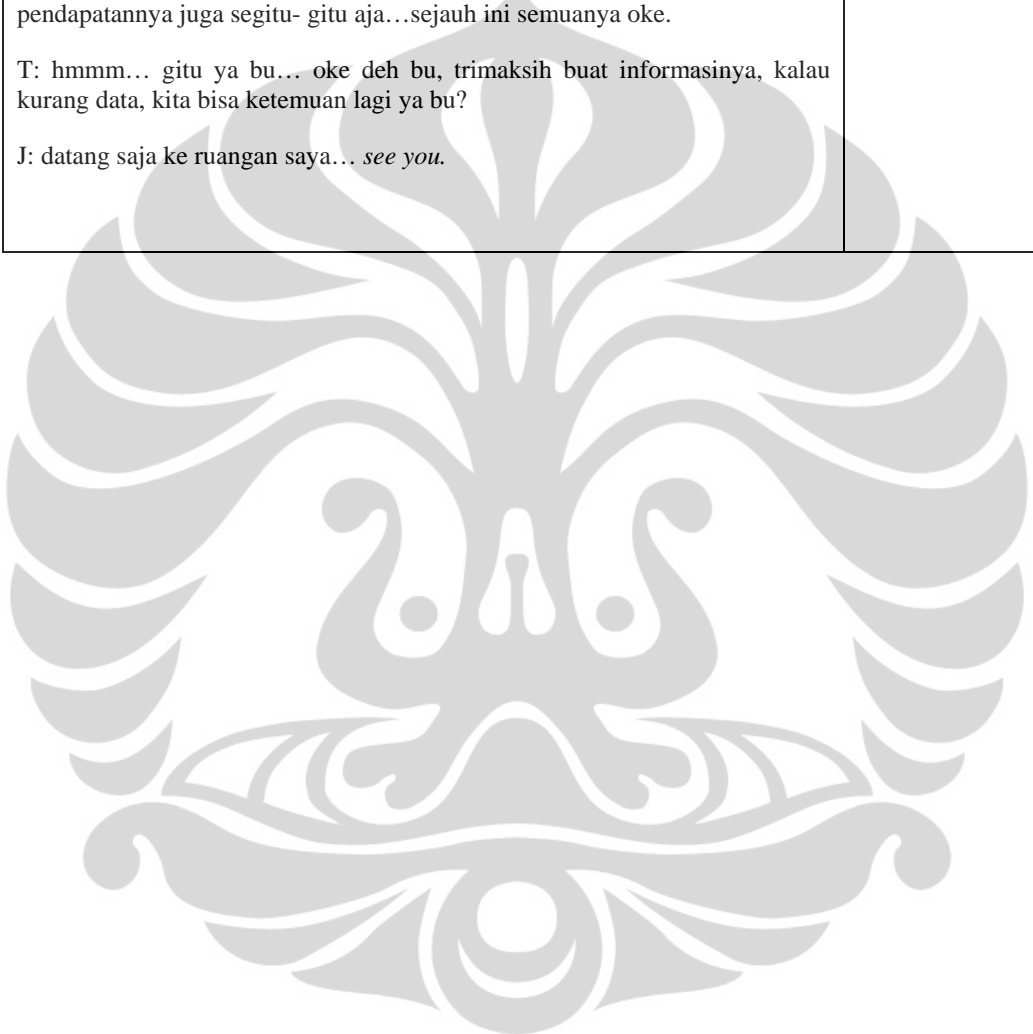 pendapatannya juga segitu- gitu aja…sejauh ini semuanya oke.
T: hmmm… gitu ya bu… oke deh bu, trimaksih buat informasinya, kalau
kurang data, kita bisa ketemuan lagi ya bu?
J: datang saja ke ruangan saya… see you.